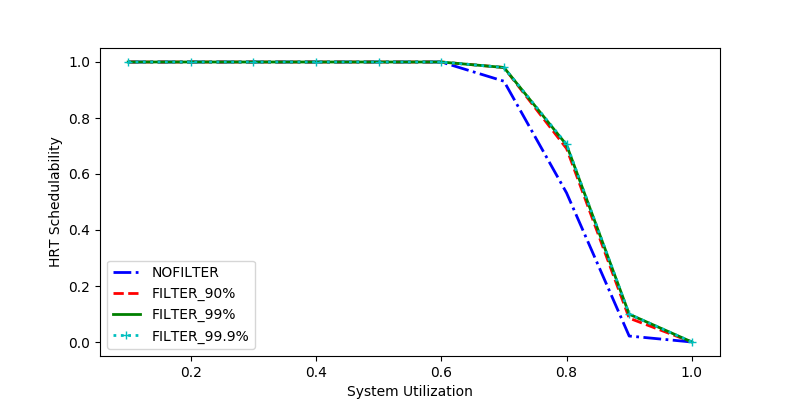 1.0
0.8
0.6
0.4
0.2
0.0
HRT Schedulability
NOFILTER
FILTER_90%
FILTER_99%
FILTER_99.9%
0.2 0.4 0.6 0.8 1.0
System Utilization